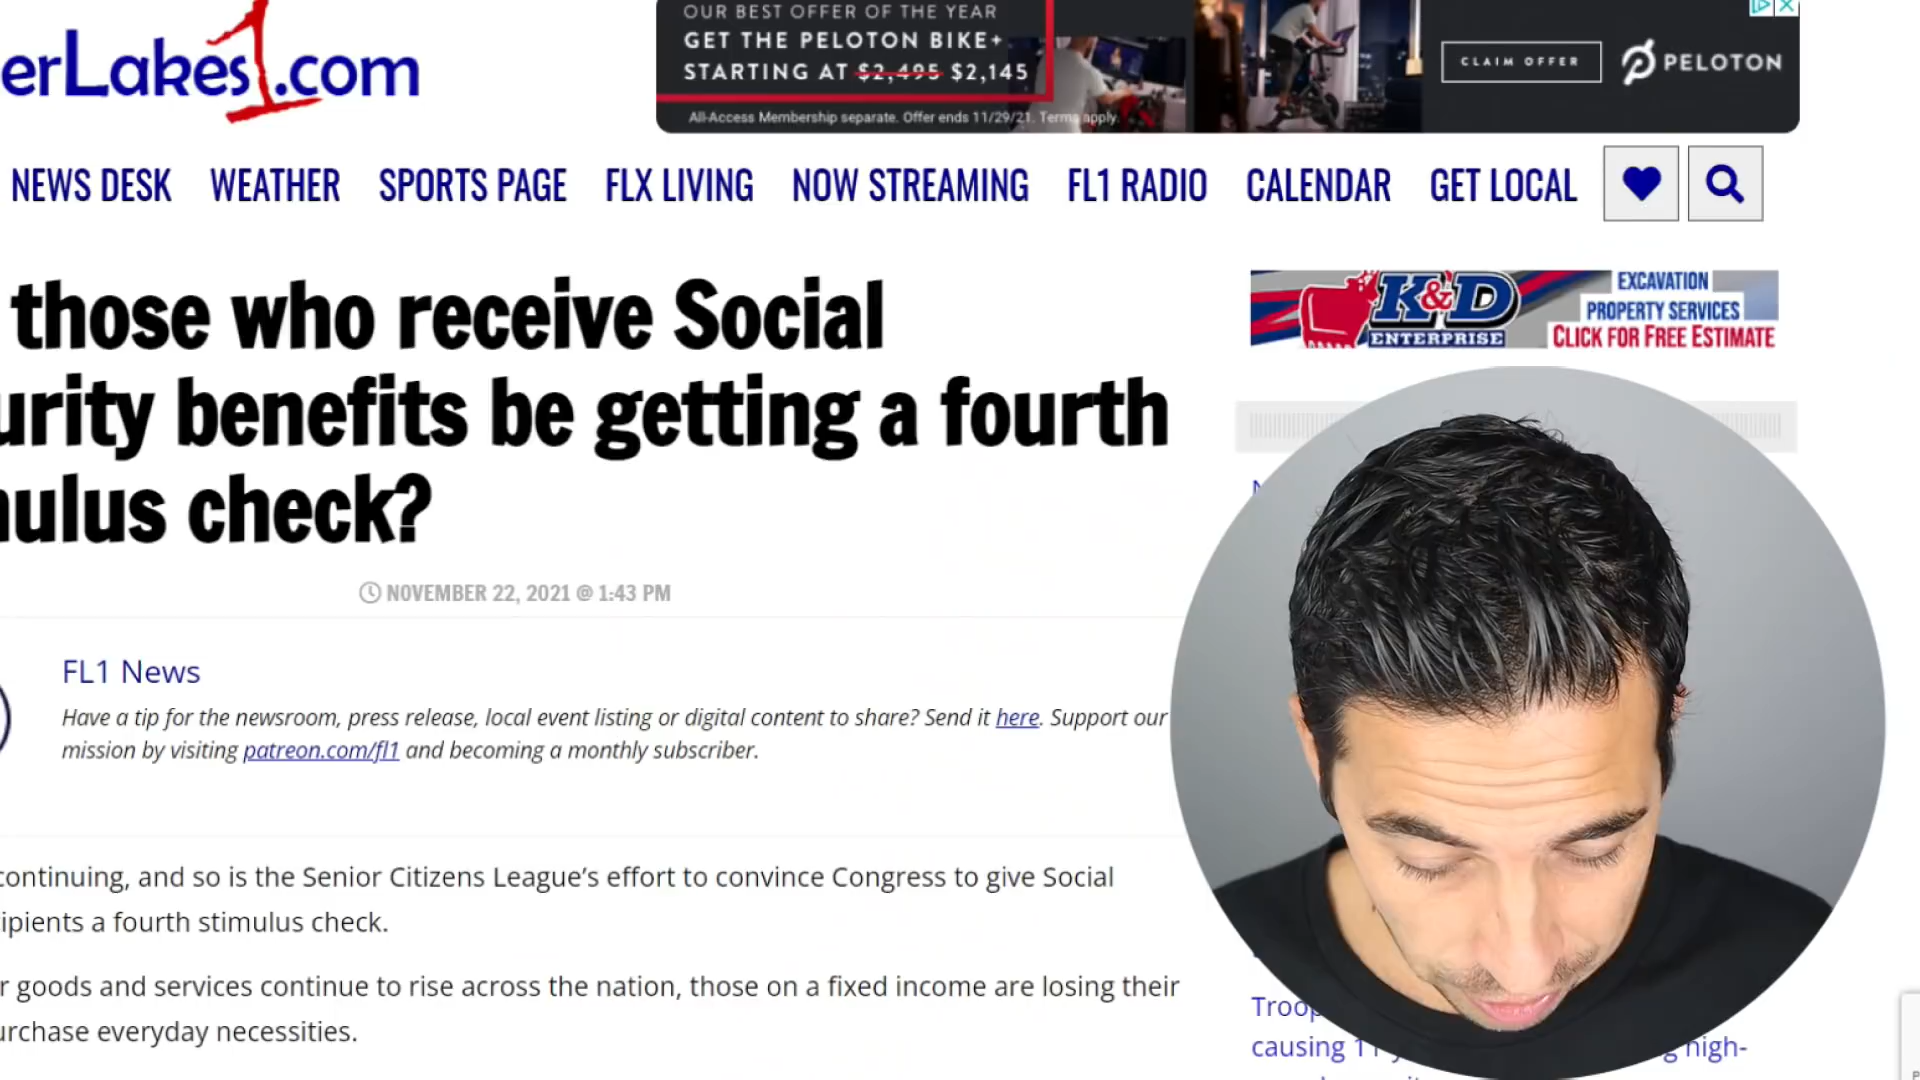 OUR BEST OFFER OF THE YEAR
GET THE PELOTON BIKE+
STARTING AT $2,495 $2,145
All-Access Membership separate. Offer ends 11/29/21. Terms apply.
CLAIM OFFER
PELOTON
erLakes1.com
NEWS DESK WEATHER SPORTS PAGE FLX LIVING NOW STREAMING FL1 RADIO CALENDAR GET LOCAL
those who receive Social
urity benefits be getting a fourth
mulus check?
NOVEMBER 22, 2021 @ 1:43 PM
K&D
ENTERPRISE
EXCAVATION
PROPERTY SERVICES
CLICK FOR FREE ESTIMATE
FL1 News
Have a tip for the newsroom, press release, local event listing or digital content to share? Send it here. Support our
mission by visiting patreon.com/fl1 and becoming a monthly subscriber.
continuing, and so is the Senior Citizens League's effort to convince Congress to give Social
ipients a fourth stimulus check.
r goods and services continue to rise across the nation, those on a fixed income are losing their
urchase everyday necessities.
Troop
causing 11
high-